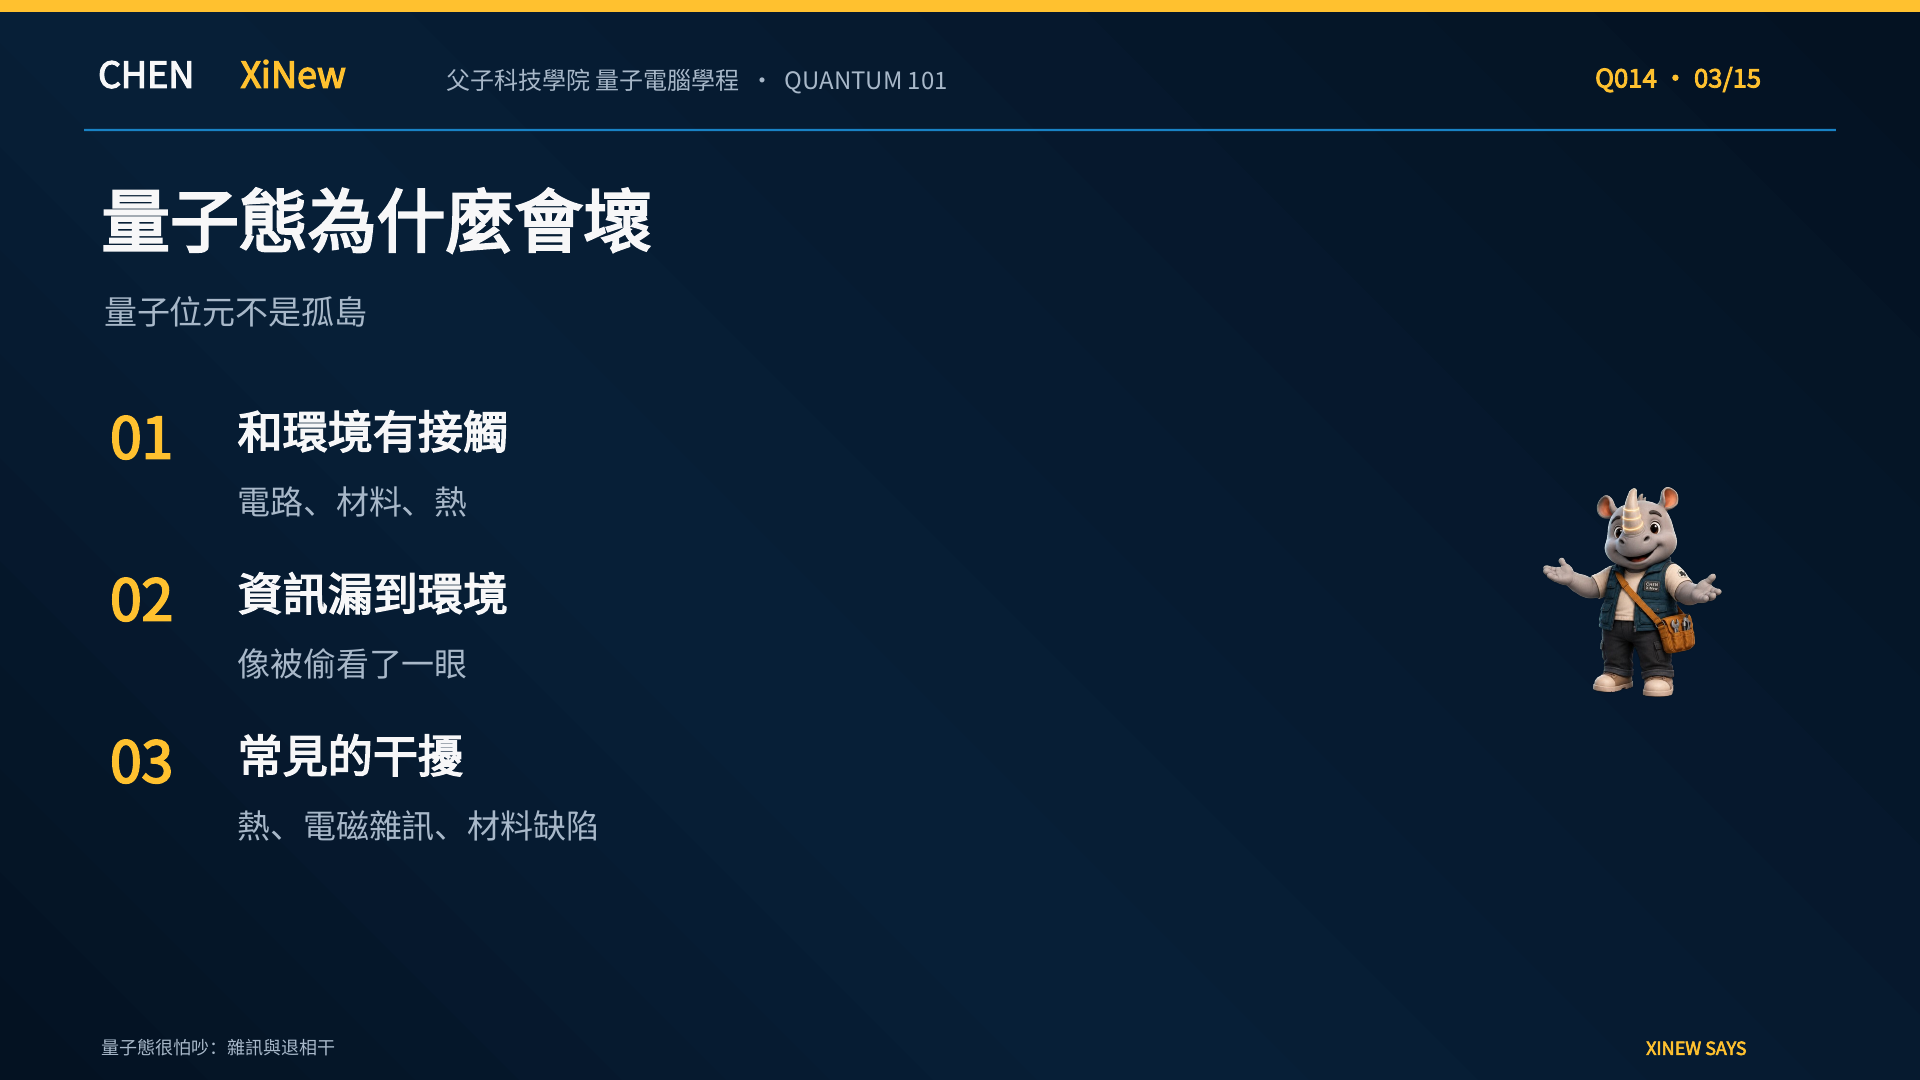 CHEN XiNew 父子科技學院 量子電腦學程 • QUANTUM 101 Q014 • 03/15
量子態為什麼會壞
量子位元不是孤島
01 和環境有接觸
電路、材料、熱
02 資訊漏到環境
像被偷看了一眼
03 常見的干擾
熱、電磁雜訊、材料缺陷
量子態很怕吵：雜訊與退相干 XINEW SAYS